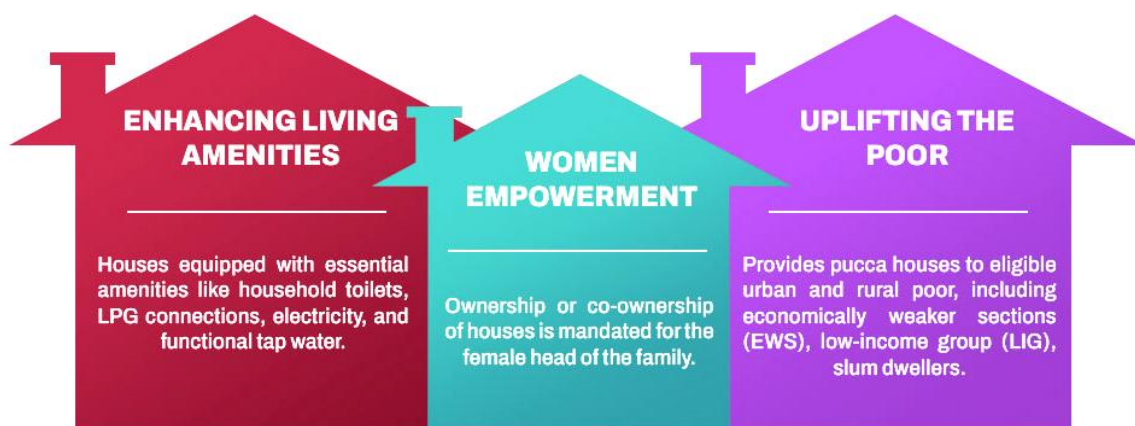 ENHANCING LIVING
AMENITIES
Houses equipped with essential
amenities like household toilets,
LPG connections, electricity, and
functional tap water.
WOMEN
EMPOWERMENT
Ownership or co-ownership
of houses is mandated for the
female head of the family.
UPLIFTING THE
POOR
Provides pucca houses to eligible
urban and rural poor, including
economically weaker sections
(EWS), low-income group (LIG),
slum dwellers.